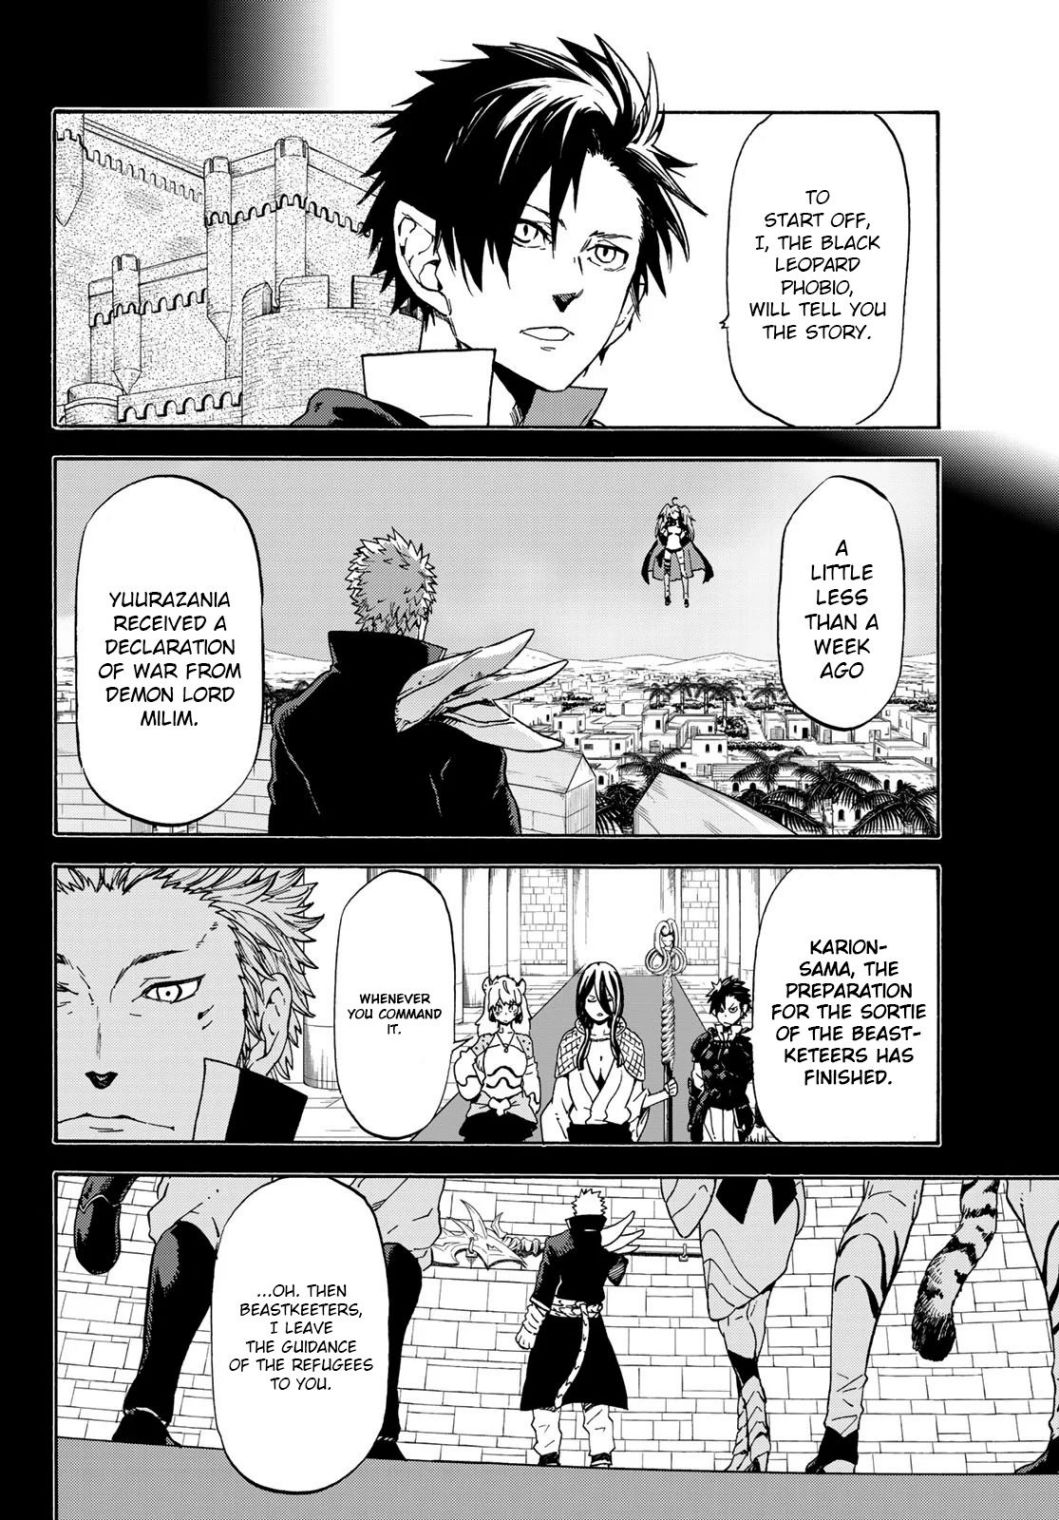 TO
START OFF,
I, THE BLACK
LEOPARD
PHOBIO,
WILL TELL YOU
THE STORY.
A
LITTLE
LESS
THAN A
WEEK
AGO
YUURAZANIA
RECEIVED A
DECLARATION
OF WAR FROM
DEMON LORD
MILIM.
KARION-
SAMA, THE
PREPARATION
FOR THE SORTIE
OF THE BEAST-
KETEERS HAS
FINISHED.
WHENEVER
YOU COMMAND
IT.
...OH. THEN
BEASTKEETERS,
I LEAVE
THE GUIDANCE
OF THE REFUGEES
TO YOU.